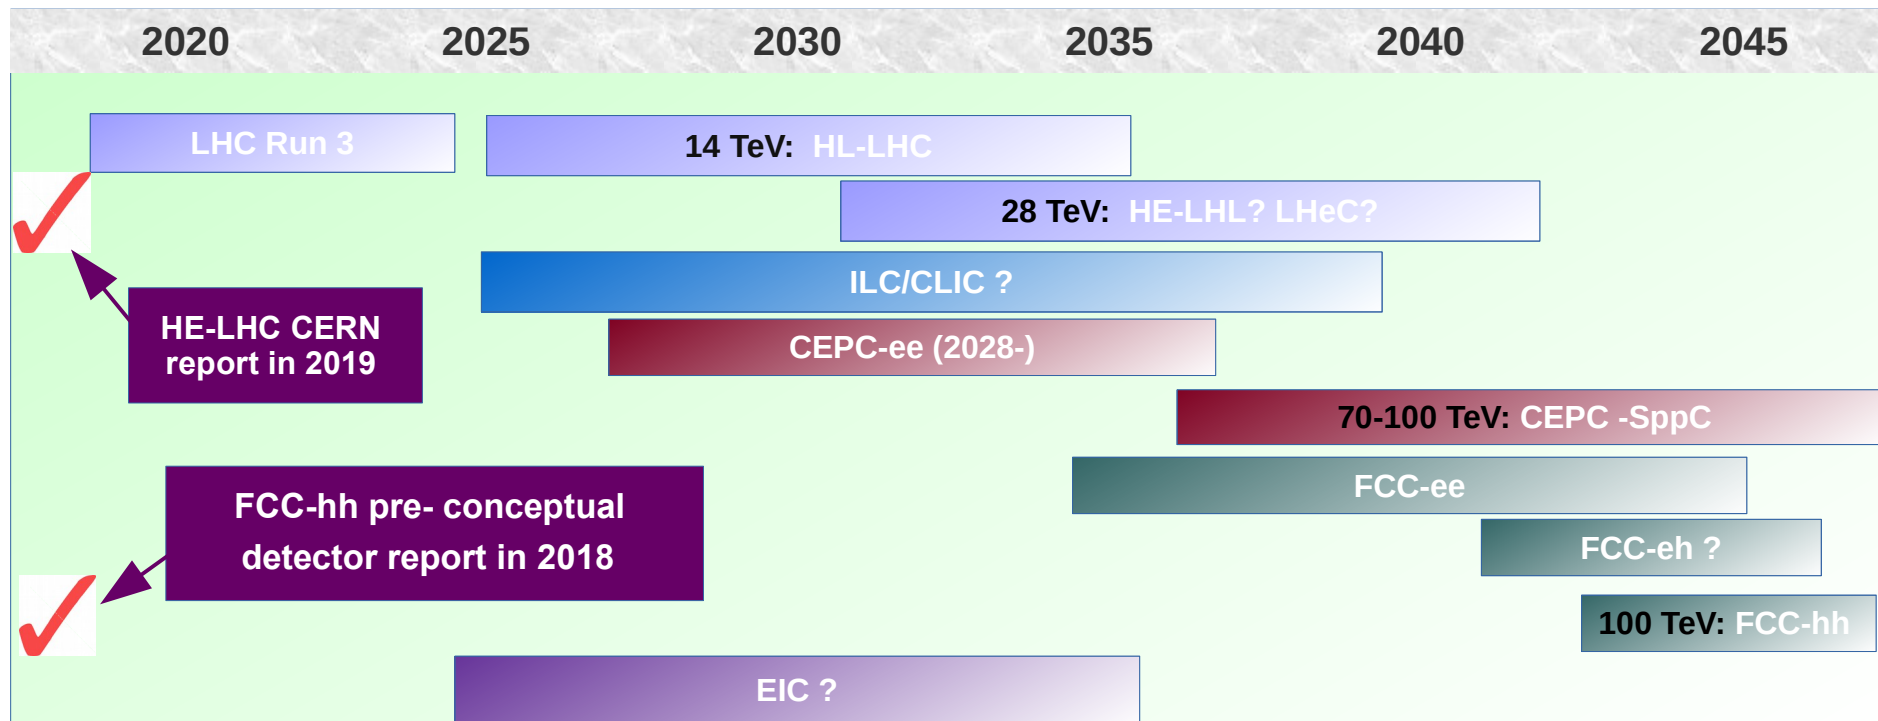 2020 2025 2030 2035 2040 2045
LHC Run 3
14 TeV: HL-LHC
28 TeV: HE-LHL? LHeC?
ILC/CLIC ?
HE-LHC CERN
report in 2019
CEPC-ee (2028-)
70-100 TeV: CEPC -SppC
FCC-ee
FCC-hh pre- conceptual
detector report in 2018
FCC-eh ?
100 TeV: FCC-hh
EIC ?